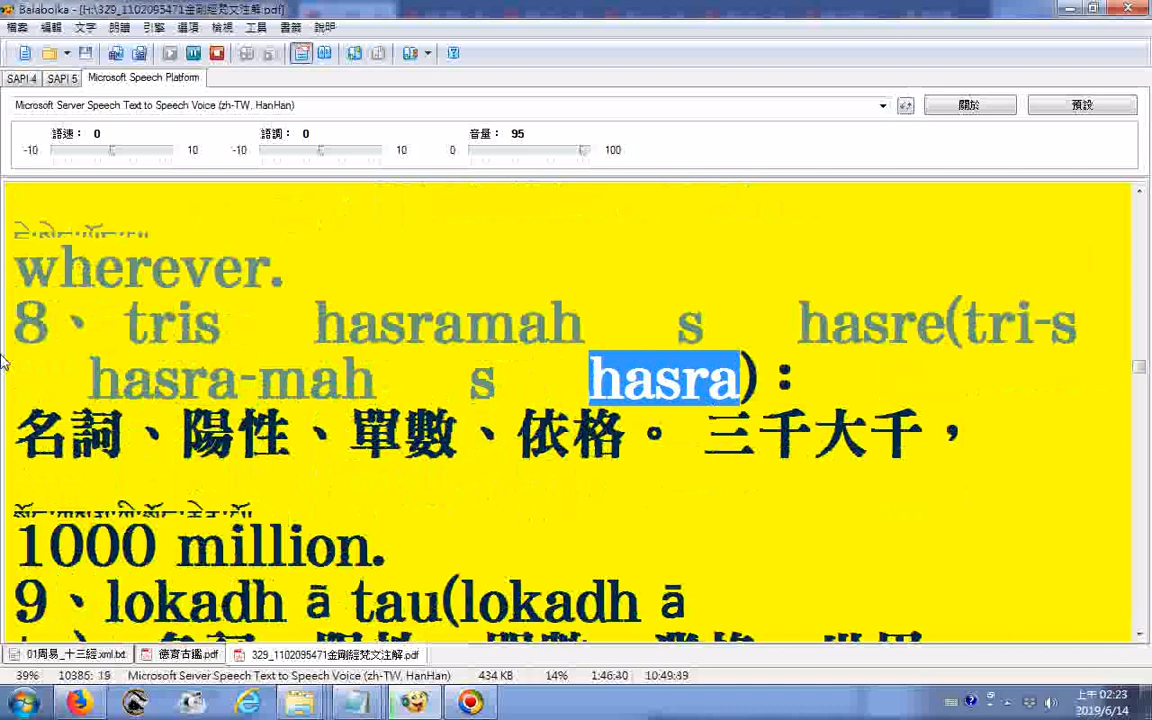 Balabolka - [H:\329_1102095471金剛經梵文注解.pdf]
檔案 編輯 文字 朗讀 引擎 選項 檢視 工具 書籤 說明
SAPI 4 SAPI 5 Microsoft Speech Platform
Microsoft Server Speech Text to Speech Voice (zh-TW, HanHan) 關於 預設
語速： 0 語調： 0 音量： 95
-10 10 -10 10 0 100
wherever.
8、 tris hasramah s hasre(tri-s
hasra-mah s hasra)：
名詞、陽性、單數、依格。 三千大千，
1000 million.
9、lokadh ā tau(lokadh ā
01周易_十三經.xml.txt 德育古鑑.pdf 329_1102095471金剛經梵文注解.pdf
39% 10385: 19 Microsoft Server Speech Text to Speech Voice (zh-TW, HanHan) 434 KB 14% 1:46:40 10:49:39
上午 02:23
2019/6/14